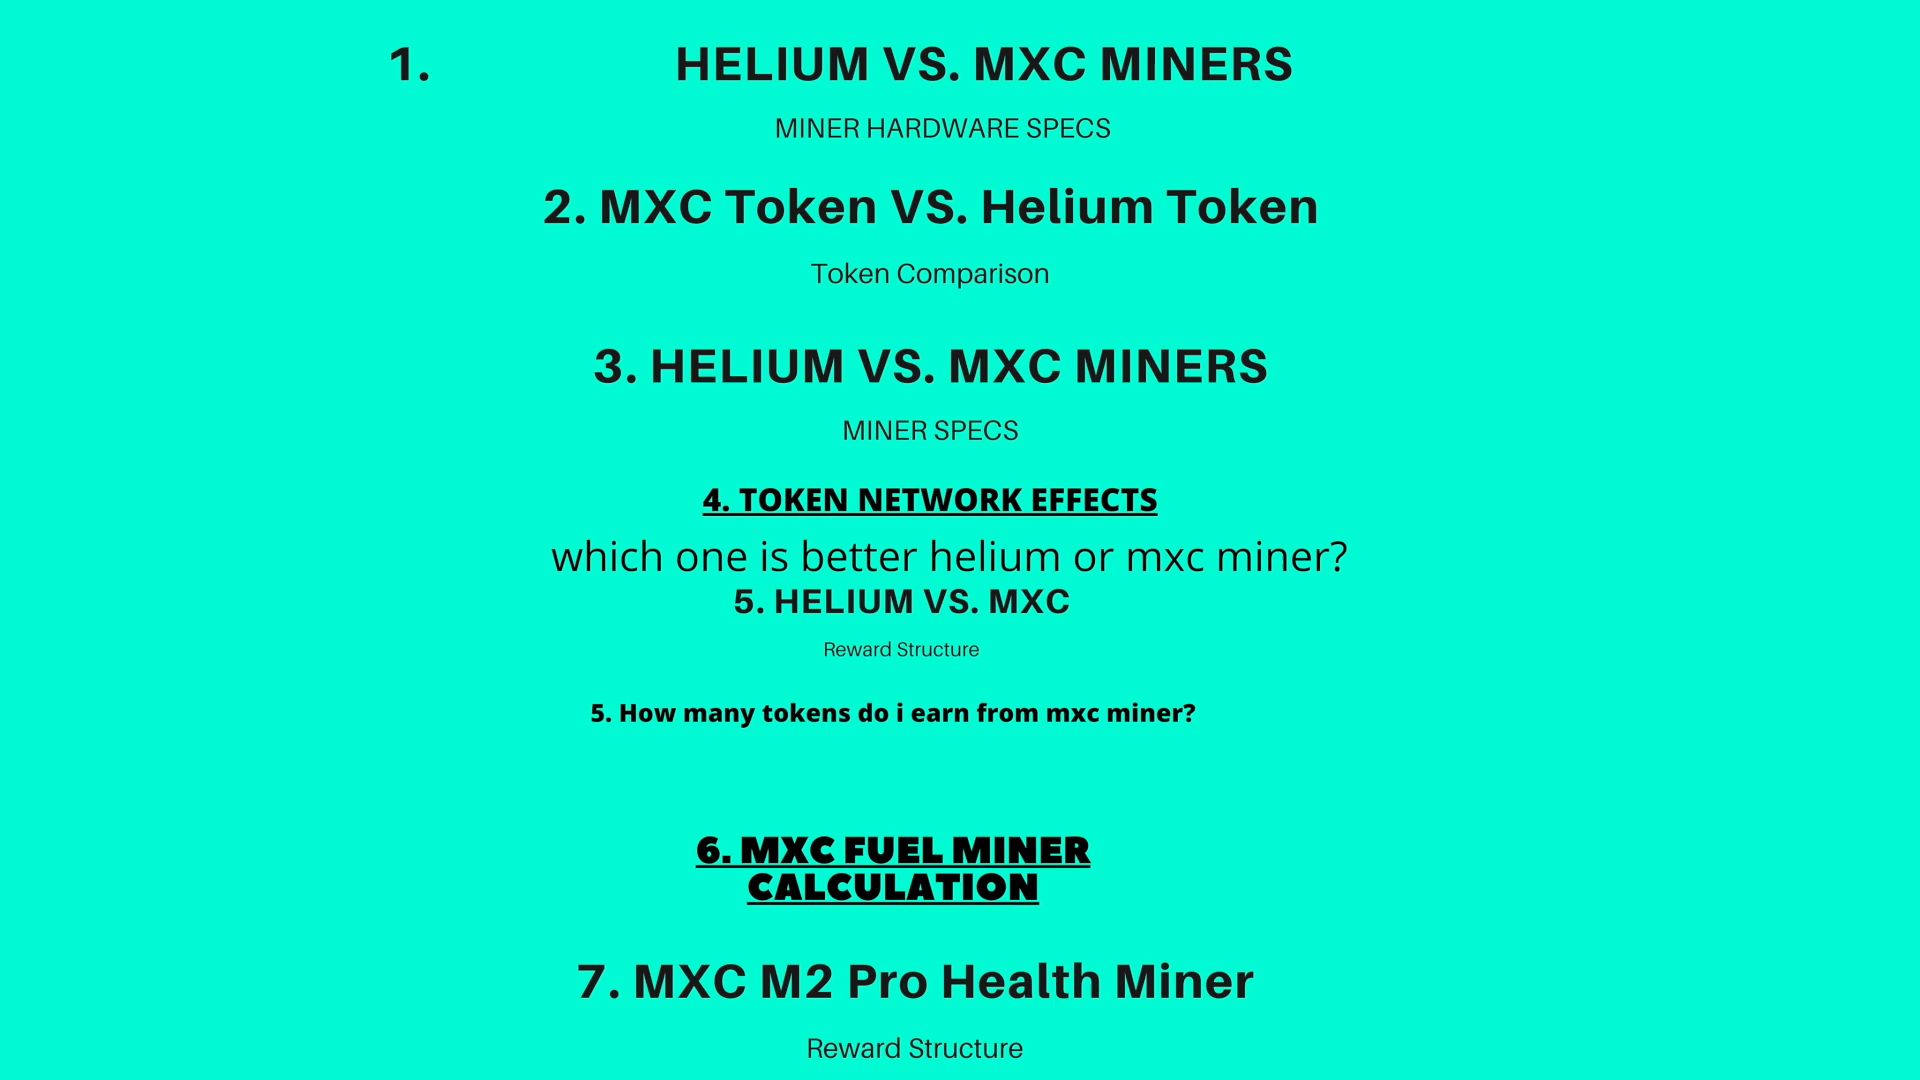 1. HELIUM VS. MXC MINERS
MINER HARDWARE SPECS
2. MXC Token VS. Helium Token
Token Comparison
3. HELIUM VS. MXC MINERS
MINER SPECS
4. TOKEN NETWORK EFFECTS
which one is better helium or mxc miner?
5. HELIUM VS. MXC
Reward Structure
5. How many tokens do i earn from mxc miner?
6. MXC FUEL MINER
CALCULATION
7. MXC M2 Pro Health Miner
Reward Structure